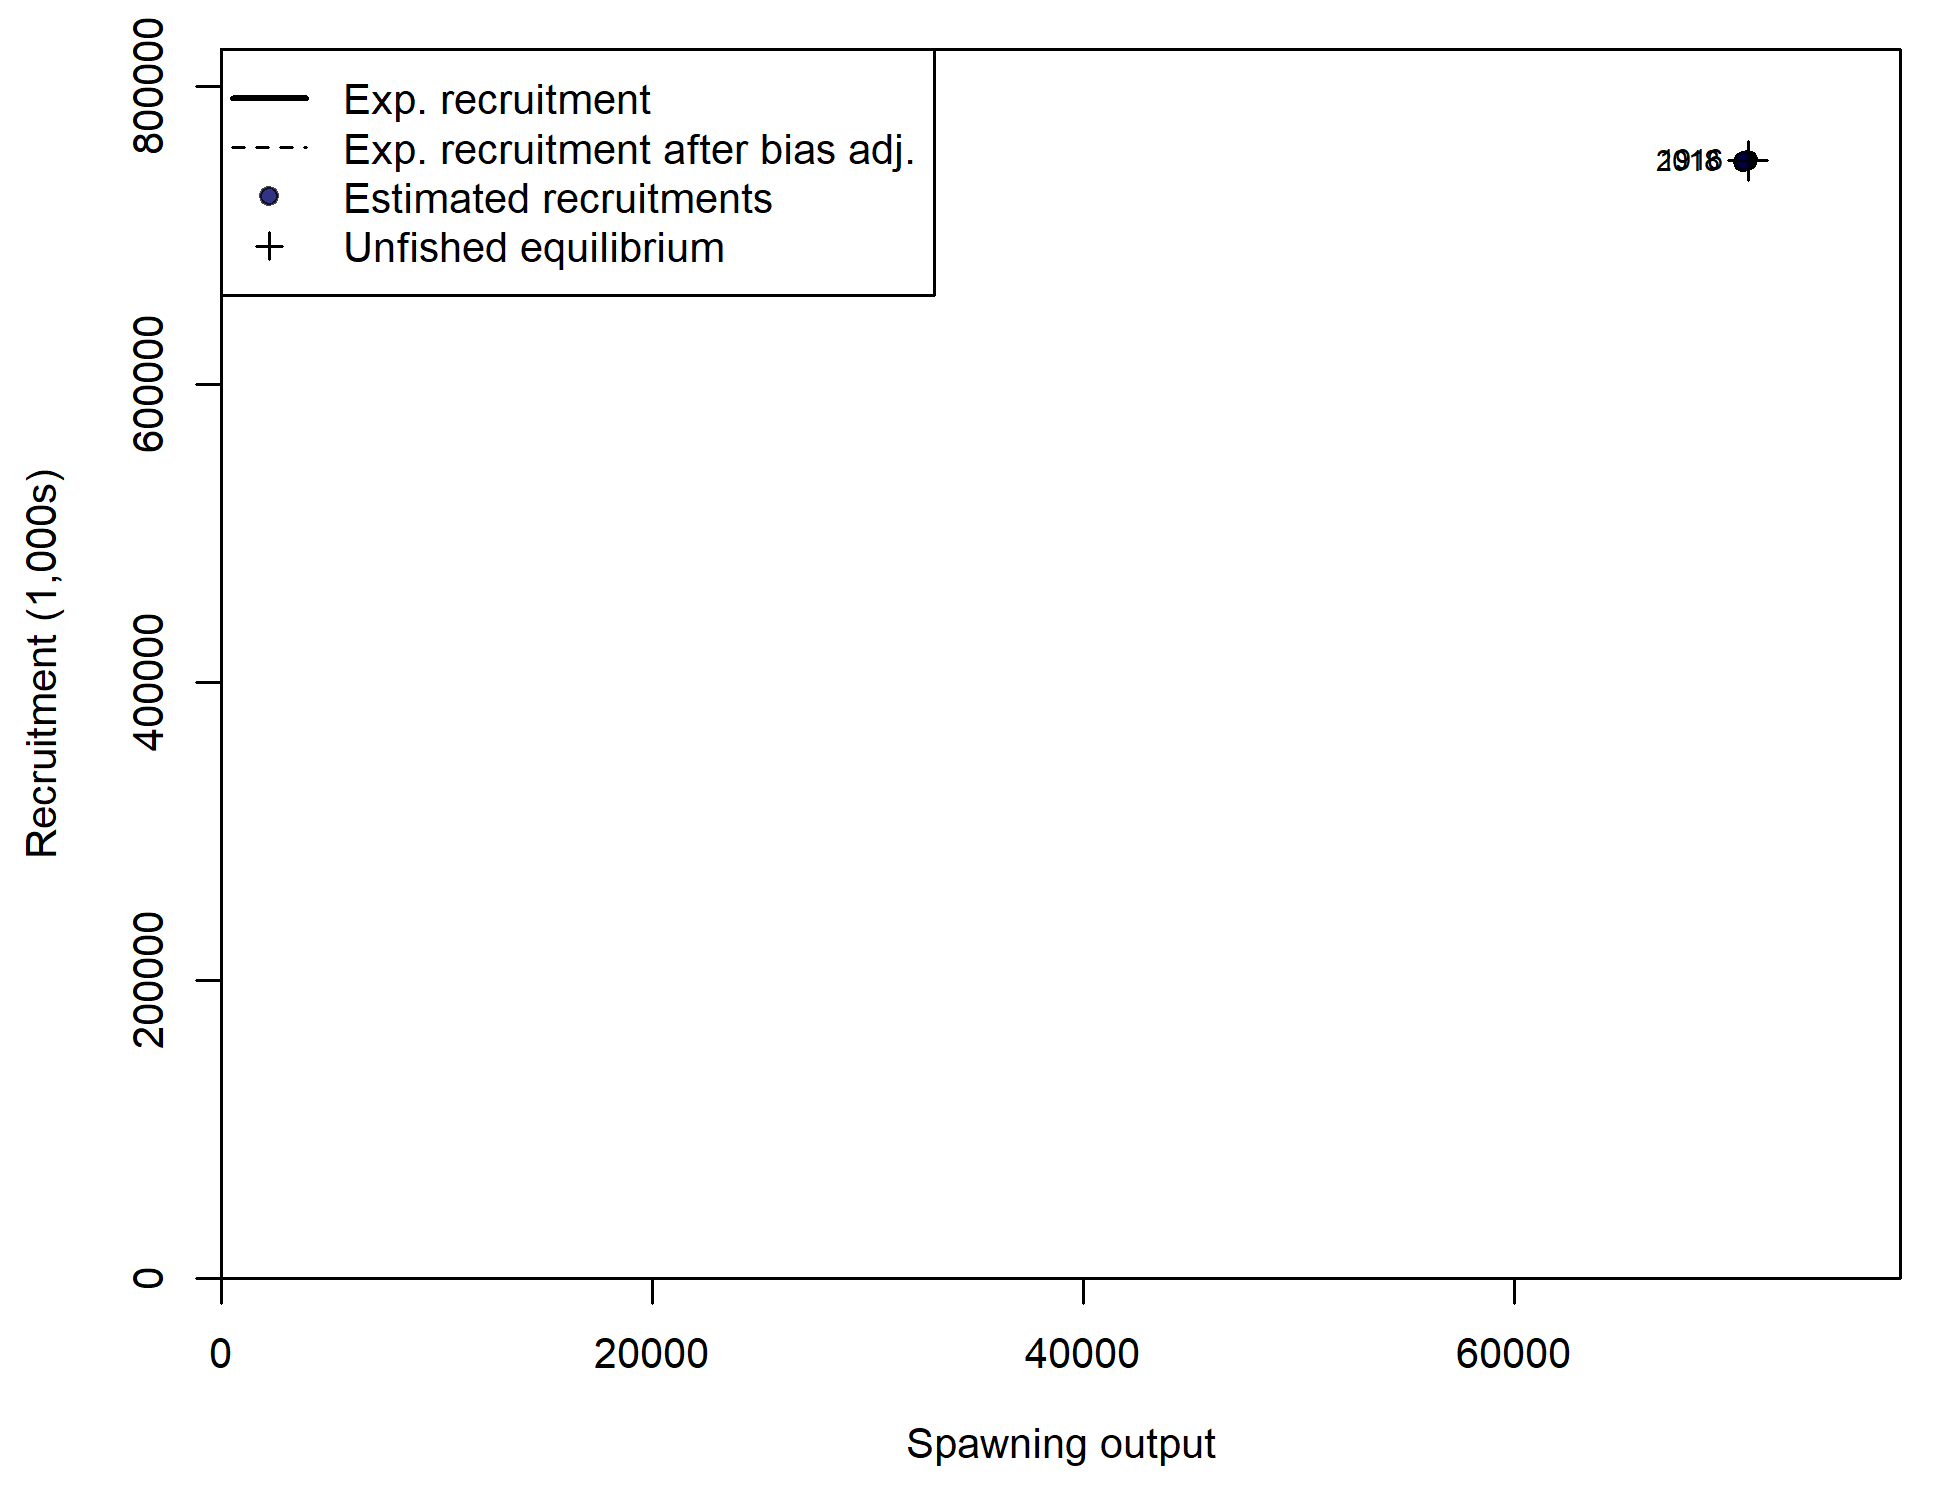 Exp. recruitment
Exp. recruitment after bias adj.
Estimated recruitments
Unfished equilibrium
800000
600000
400000
200000
0
Recruitment (1,000s)
0
20000
40000
60000
Spawning output